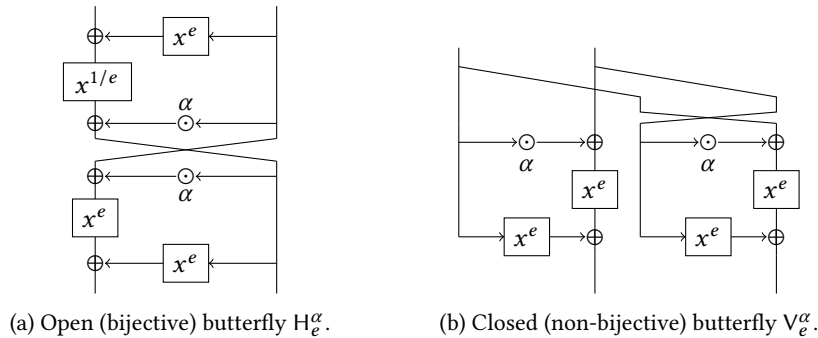 x^e
x^{1/e}
α
α
x^e
x^e
α
α
x^e
x^e
x^e
x^e
(a) Open (bijective) butterfly H_e^α.
(b) Closed (non-bijective) butterfly V_e^α.